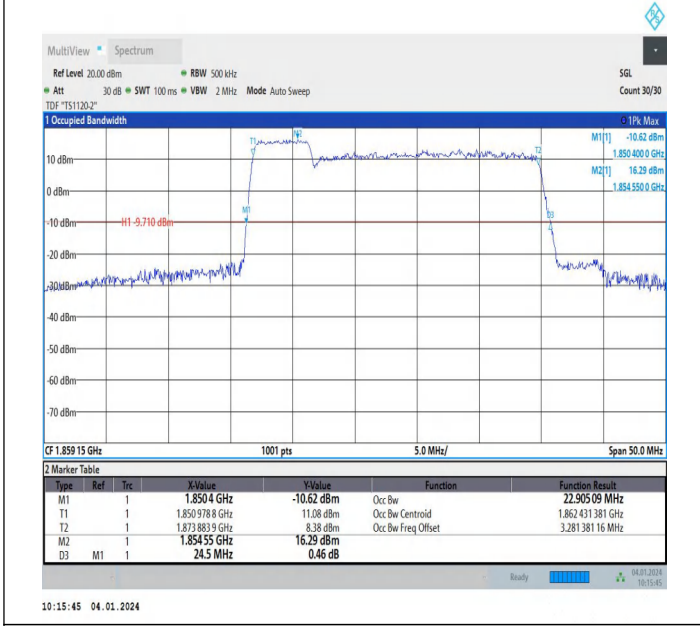 R S
MultiView Spectrum
Ref Level 20.00 dBm RBW 500 kHz SGL
Att 30 dB SWT 100 ms VBW 2 MHz Mode Auto Sweep Count 30/30
TDF "TS1120-2"
1 Occupied Bandwidth 1Pk Max
M1[1] -10.62 dBm
1.850 400 0 GHz
M2[1] 16.29 dBm
1.854 550 0 GHz
T1 M2 T2
10 dBm
0 dBm
M1 D3
-10 dBm H1 -9.710 dBm
-20 dBm
-30 dBm
-40 dBm
-50 dBm
-60 dBm
-70 dBm
CF 1.859 15 GHz 1001 pts 5.0 MHz/ Span 50.0 MHz
2 Marker Table
Type Ref Trc X-Value Y-Value Function Function Result
M1 1 1.850 4 GHz -10.62 dBm Occ Bw 22.905 09 MHz
T1 1 1.850 978 8 GHz 11.08 dBm Occ Bw Centroid 1.862 431 381 GHz
T2 1 1.873 883 9 GHz 8.38 dBm Occ Bw Freq Offset 3.281 381 16 MHz
M2 1 1.854 55 GHz 16.29 dBm
D3 M1 1 24.5 MHz 0.46 dB
Ready 04.01.2024
10:15:45
10:15:45 04.01.2024